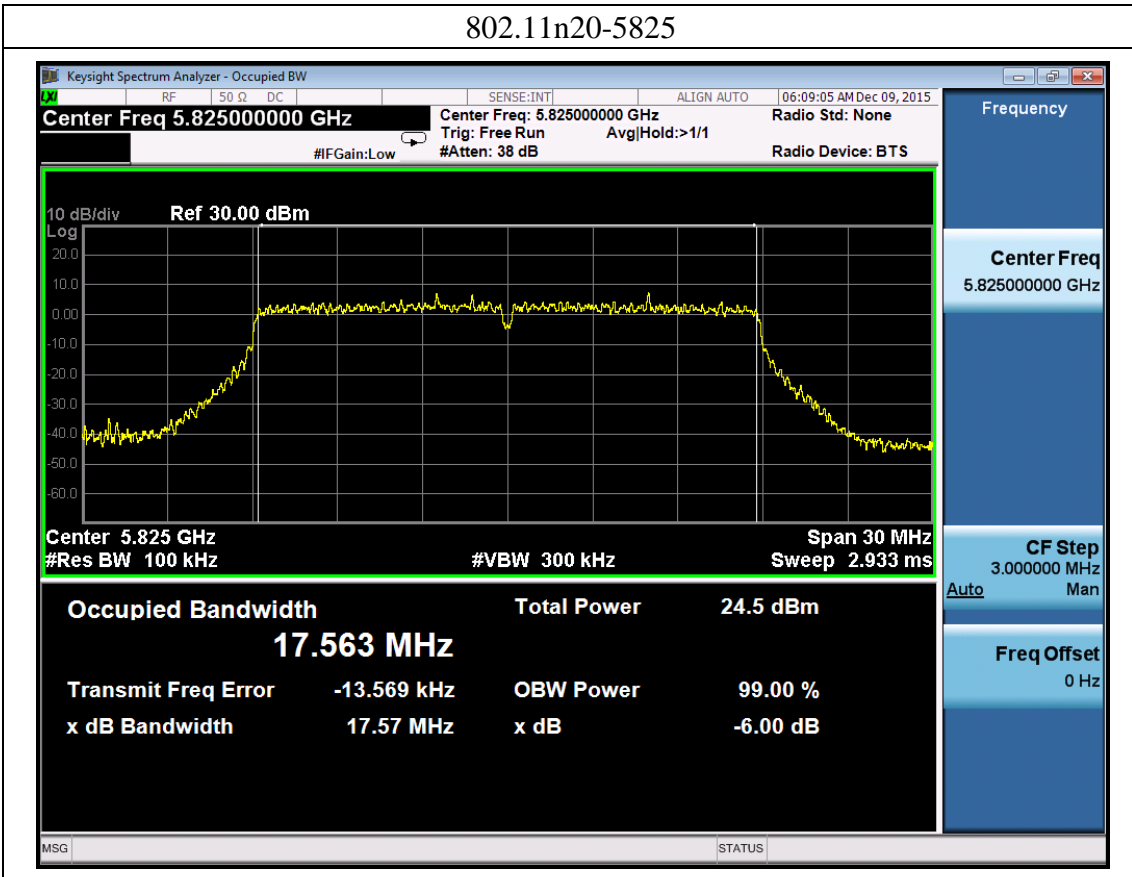 802.11n20-5825
Keysight Spectrum Analyzer - Occupied BW
LXI RF 50 Ω DC SENSE:INT ALIGN AUTO 06:09:05 AM Dec 09, 2015
Center Freq 5.825000000 GHz
#IFGain:Low
Center Freq: 5.825000000 GHz
Trig: Free Run Avg|Hold:>1/1
#Atten: 38 dB
Radio Std: None
Radio Device: BTS
10 dB/div Ref 30.00 dBm
Log
20.0
10.0
0.00
-10.0
-20.0
-30.0
-40.0
-50.0
-60.0
Center 5.825 GHz Span 30 MHz
#Res BW 100 kHz #VBW 300 kHz Sweep 2.933 ms
Occupied Bandwidth Total Power 24.5 dBm
17.563 MHz
Transmit Freq Error -13.569 kHz OBW Power 99.00 %
x dB Bandwidth 17.57 MHz x dB -6.00 dB
Frequency
Center Freq
5.825000000 GHz
CF Step
3.000000 MHz
Auto Man
Freq Offset
0 Hz
MSG STATUS